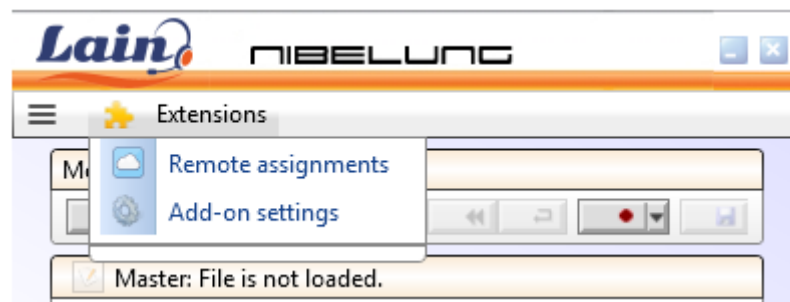 Lain NIBELUNG
Extensions
Remote assignments
Add-on settings
Master: File is not loaded.